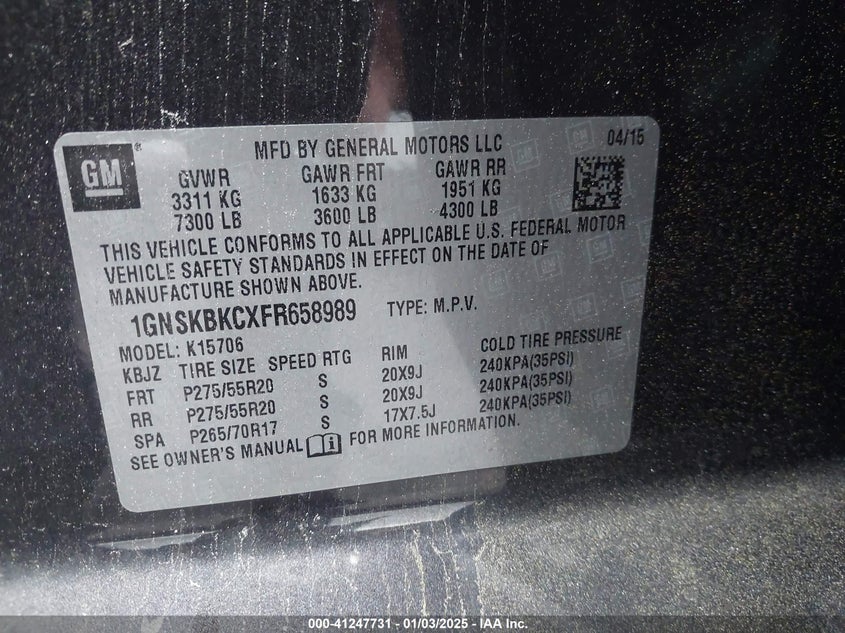 GM
MFD BY GENERAL MOTORS LLC 04/15
GVWR GAWR FRT GAWR RR
3311 KG 1633 KG 1951 KG
7300 LB 3600 LB 4300 LB
THIS VEHICLE CONFORMS TO ALL APPLICABLE U.S. FEDERAL MOTOR
VEHICLE SAFETY STANDARDS IN EFFECT ON THE DATE OF
MANUFACTURE SHOWN ABOVE.
1GNSKBKCXFR658989 TYPE: M.P.V.
MODEL: K15706
KBJZ TIRE SIZE SPEED RTG RIM COLD TIRE PRESSURE
FRT P275/55R20 S 20X9J 240KPA(35PSI)
RR P275/55R20 S 20X9J 240KPA(35PSI)
SPA P265/70R17 S 17X7.5J 240KPA(35PSI)
SEE OWNER'S MANUAL FOR MORE INFORMATION.
000-41247731 - 01/03/2025 - IAA Inc.